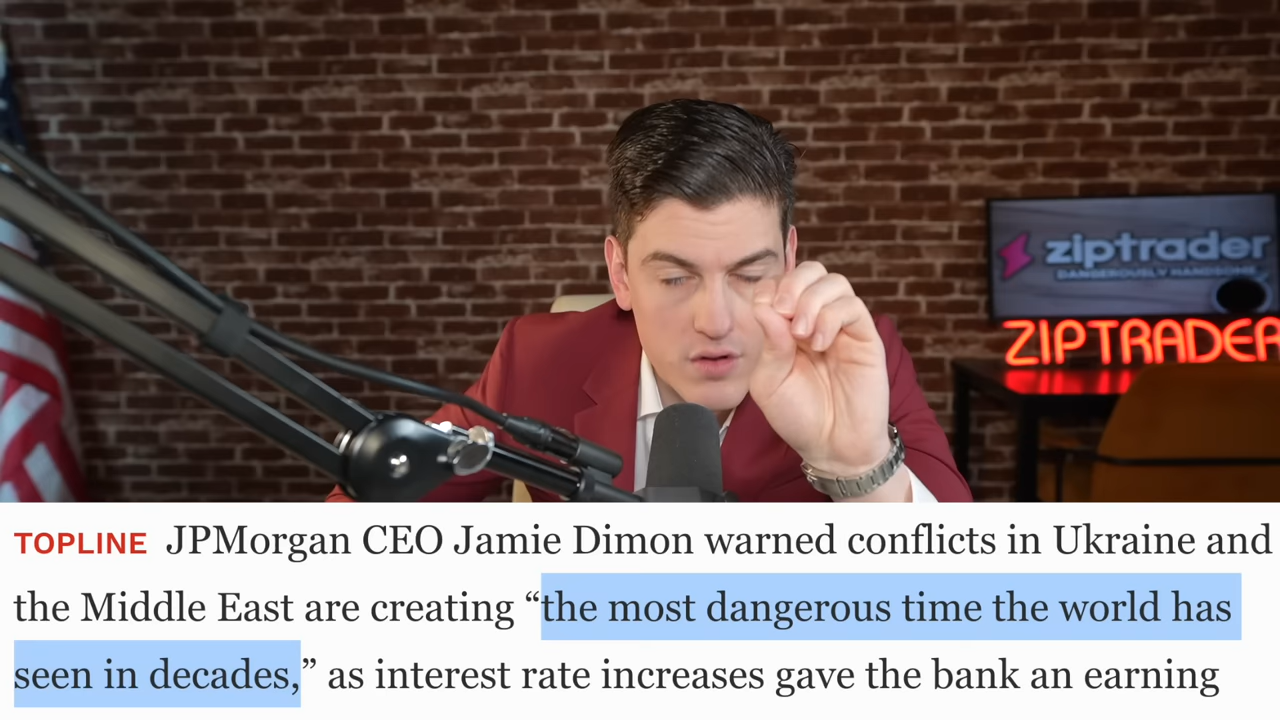 ziptrader
DANGEROUSLY HANDSOME
ZIPTRADER
TOPLINE JPMorgan CEO Jamie Dimon warned conflicts in Ukraine and
the Middle East are creating “the most dangerous time the world has
seen in decades,” as interest rate increases gave the bank an earning